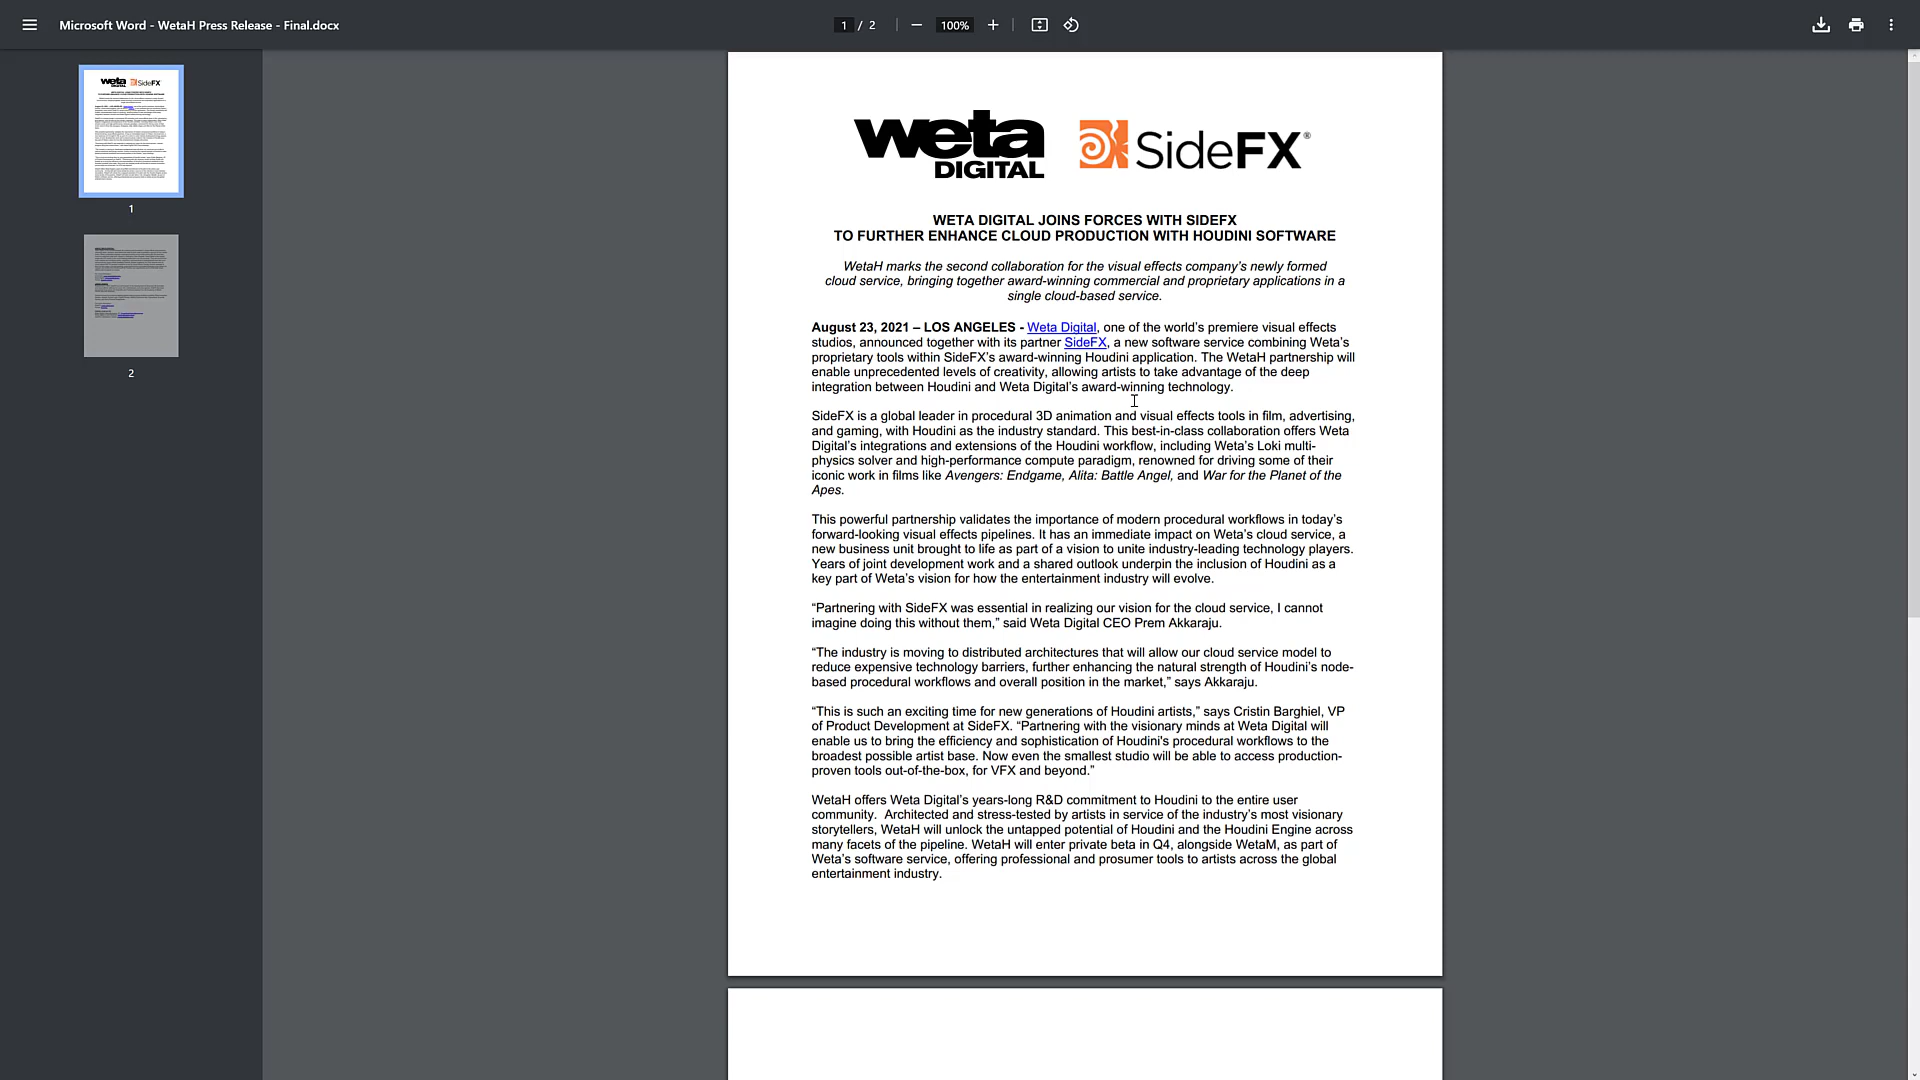 Microsoft Word - WetaH Press Release - Final.docx
1 / 2
100%
1
2
weta
DIGITAL
SideFX®
WETA DIGITAL JOINS FORCES WITH SIDEFX
TO FURTHER ENHANCE CLOUD PRODUCTION WITH HOUDINI SOFTWARE
WetaH marks the second collaboration for the visual effects company’s newly formed
cloud service, bringing together award-winning commercial and proprietary applications in a
single cloud-based service.
August 23, 2021 – LOS ANGELES - Weta Digital, one of the world’s premiere visual effects
studios, announced together with its partner SideFX, a new software service combining Weta’s
proprietary tools within SideFX’s award-winning Houdini application. The WetaH partnership will
enable unprecedented levels of creativity, allowing artists to take advantage of the deep
integration between Houdini and Weta Digital’s award-winning technology.
SideFX is a global leader in procedural 3D animation and visual effects tools in film, advertising,
and gaming, with Houdini as the industry standard. This best-in-class collaboration offers Weta
Digital’s integrations and extensions of the Houdini workflow, including Weta’s Loki multi-
physics solver and high-performance compute paradigm, renowned for driving some of their
iconic work in films like Avengers: Endgame, Alita: Battle Angel, and War for the Planet of the
Apes.
This powerful partnership validates the importance of modern procedural workflows in today’s
forward-looking visual effects pipelines. It has an immediate impact on Weta’s cloud service, a
new business unit brought to life as part of a vision to unite industry-leading technology players.
Years of joint development work and a shared outlook underpin the inclusion of Houdini as a
key part of Weta’s vision for how the entertainment industry will evolve.
“Partnering with SideFX was essential in realizing our vision for the cloud service, I cannot
imagine doing this without them,” said Weta Digital CEO Prem Akkaraju.
“The industry is moving to distributed architectures that will allow our cloud service model to
reduce expensive technology barriers, further enhancing the natural strength of Houdini’s node-
based procedural workflows and overall position in the market,” says Akkaraju.
“This is such an exciting time for new generations of Houdini artists,” says Cristin Barghiel, VP
of Product Development at SideFX. “Partnering with the visionary minds at Weta Digital will
enable us to bring the efficiency and sophistication of Houdini's procedural workflows to the
broadest possible artist base. Now even the smallest studio will be able to access production-
proven tools out-of-the-box, for VFX and beyond.”
WetaH offers Weta Digital’s years-long R&D commitment to Houdini to the entire user
community.  Architected and stress-tested by artists in service of the industry’s most visionary
storytellers, WetaH will unlock the untapped potential of Houdini and the Houdini Engine across
many facets of the pipeline. WetaH will enter private beta in Q4, alongside WetaM, as part of
Weta’s software service, offering professional and prosumer tools to artists across the global
entertainment industry.